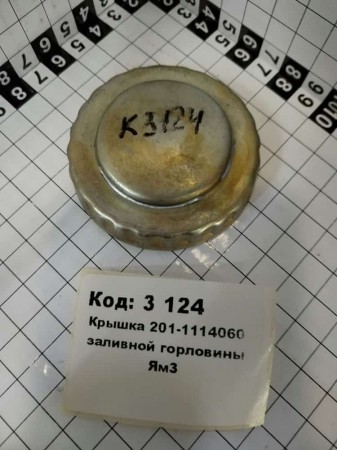 К3124
Код: 3 124
Крышка 201-1114060
заливной горловины
ЯмЗ